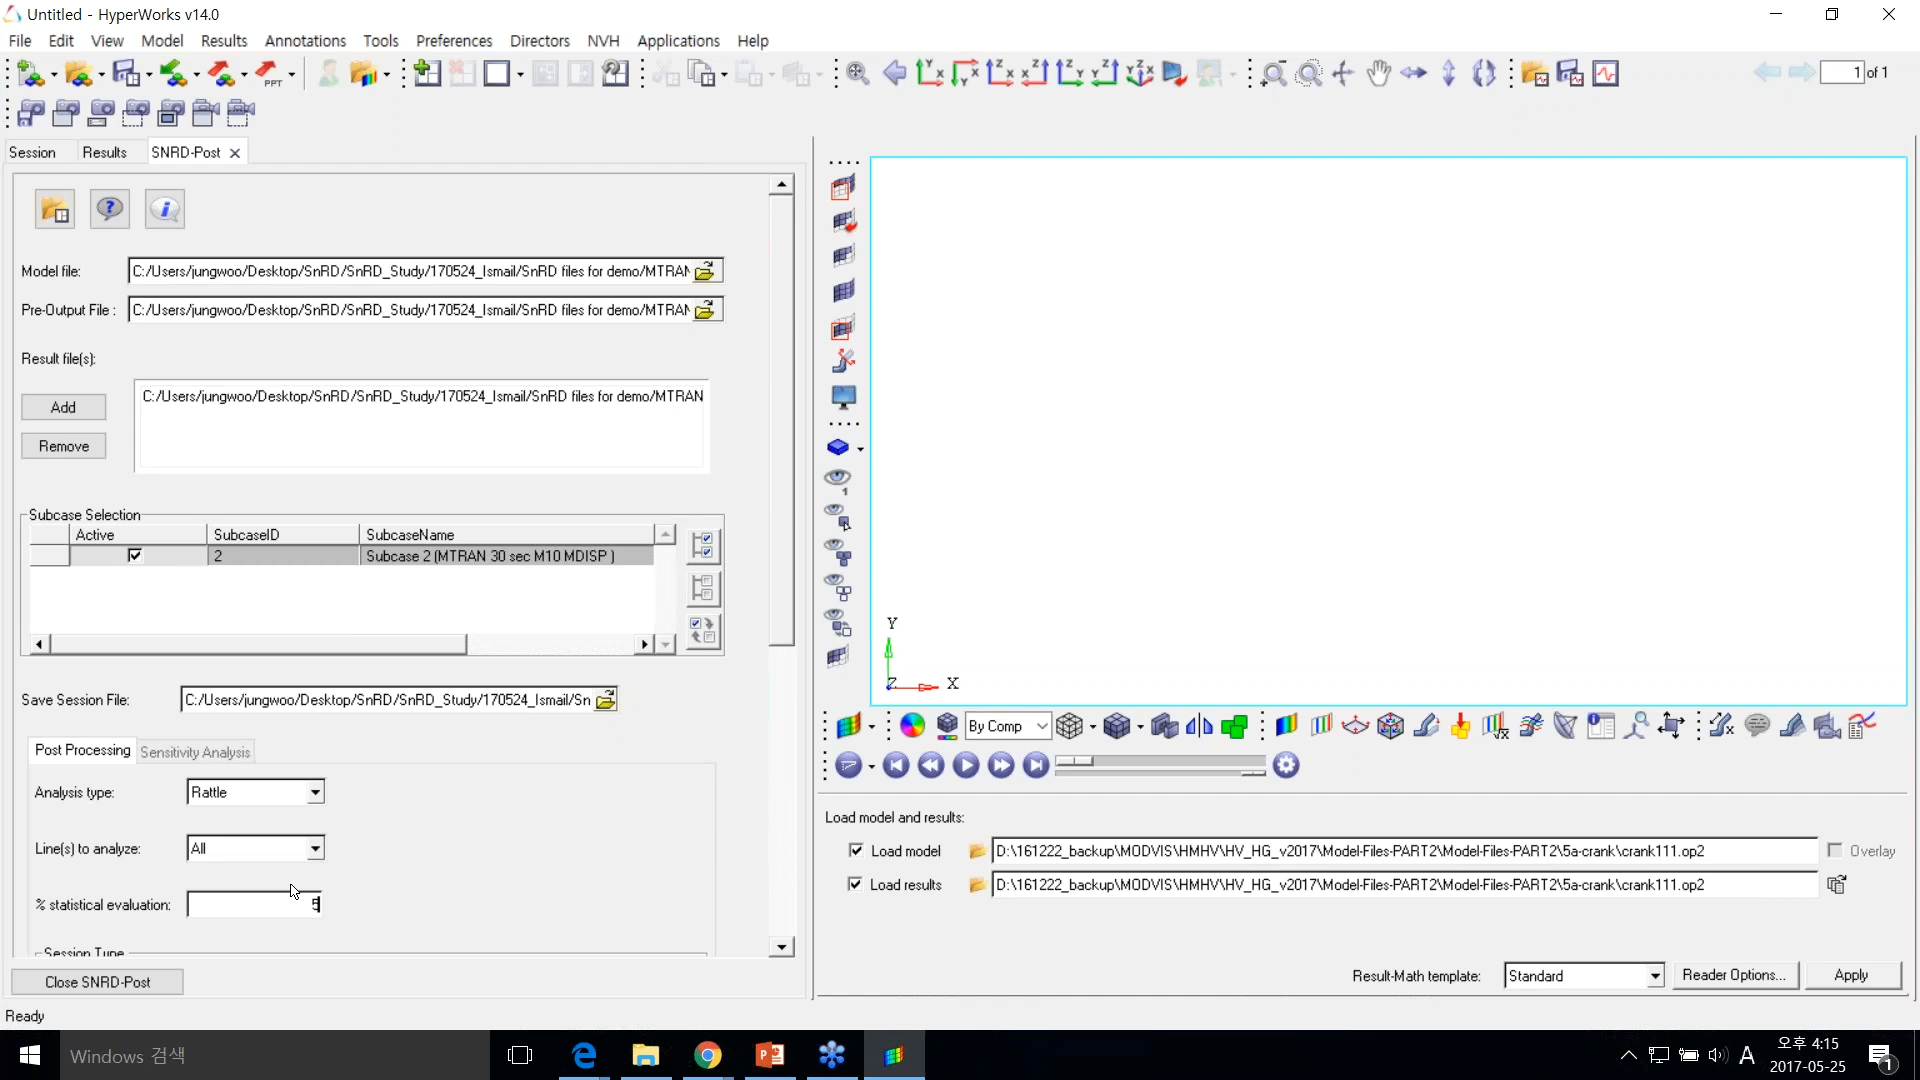 Untitled - HyperWorks v14.0
File Edit View Model Results Annotations Tools Preferences Directors NVH Applications Help
PPT
1 of 1
Session Results SNRD-Post
Model file: C:/Users/jungwoo/Desktop/SnRD/SnRD_Study/170524_Ismail/SnRD files for demo/MTRAN
Pre-Output File : C:/Users/jungwoo/Desktop/SnRD/SnRD_Study/170524_Ismail/SnRD files for demo/MTRAN
Result file(s):
C:/Users/jungwoo/Desktop/SnRD/SnRD_Study/170524_Ismail/SnRD files for demo/MTRAN
Add
Remove
Subcase Selection
Active SubcaseID SubcaseName
2 Subcase 2 (MTRAN 30 sec M10 MDISP )
Save Session File: C:/Users/jungwoo/Desktop/SnRD/SnRD_Study/170524_Ismail/Sn
Post Processing Sensitivity Analysis
Analysis type: Rattle
Line(s) to analyze: All
% statistical evaluation: 5
Session Type
Close SNRD-Post
Ready
Y
Z X
By Comp
Load model and results:
Load model D:\161222_backup\MODVIS\HMHV\HV_HG_v2017\Model-Files-PART2\Model-Files-PART2\5a-crank\crank111.op2 Overlay
Load results D:\161222_backup\MODVIS\HMHV\HV_HG_v2017\Model-Files-PART2\Model-Files-PART2\5a-crank\crank111.op2
Result-Math template: Standard Reader Options... Apply
Windows 검색
A
오후 4:15
2017-05-25
1